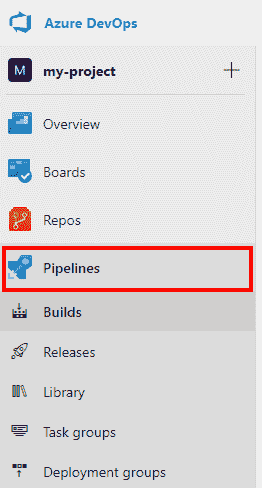 Azure DevOps
M my-project +
Overview
Boards
Repos
Pipelines
Builds
Releases
Library
Task groups
Deployment groups